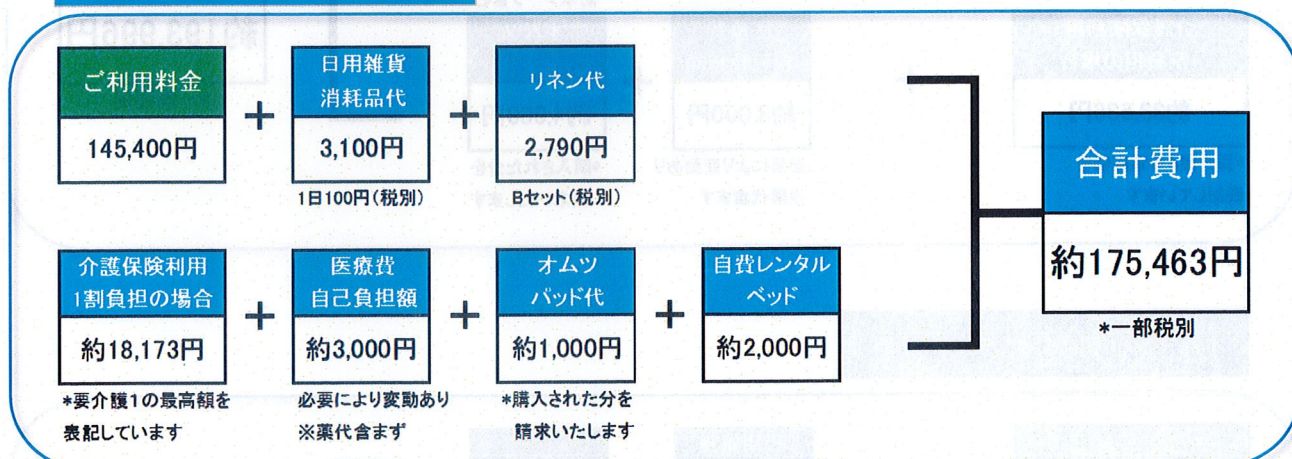 ご利用料金
145,400円
+
日用雑貨
消耗品代
3,100円
1日100円(税別)
+
リネン代
2,790円
Bセット(税別)
介護保険利用
1割負担の場合
約18,173円
*要介護1の最高額を
表記しています
+
医療費
自己負担額
約3,000円
必要により変動あり
※薬代含まず
+
オムツ
パッド代
約1,000円
*購入された分を
請求いたします
+
自費レンタル
ベッド
約2,000円
合計費用
約175,463円
*一部税別